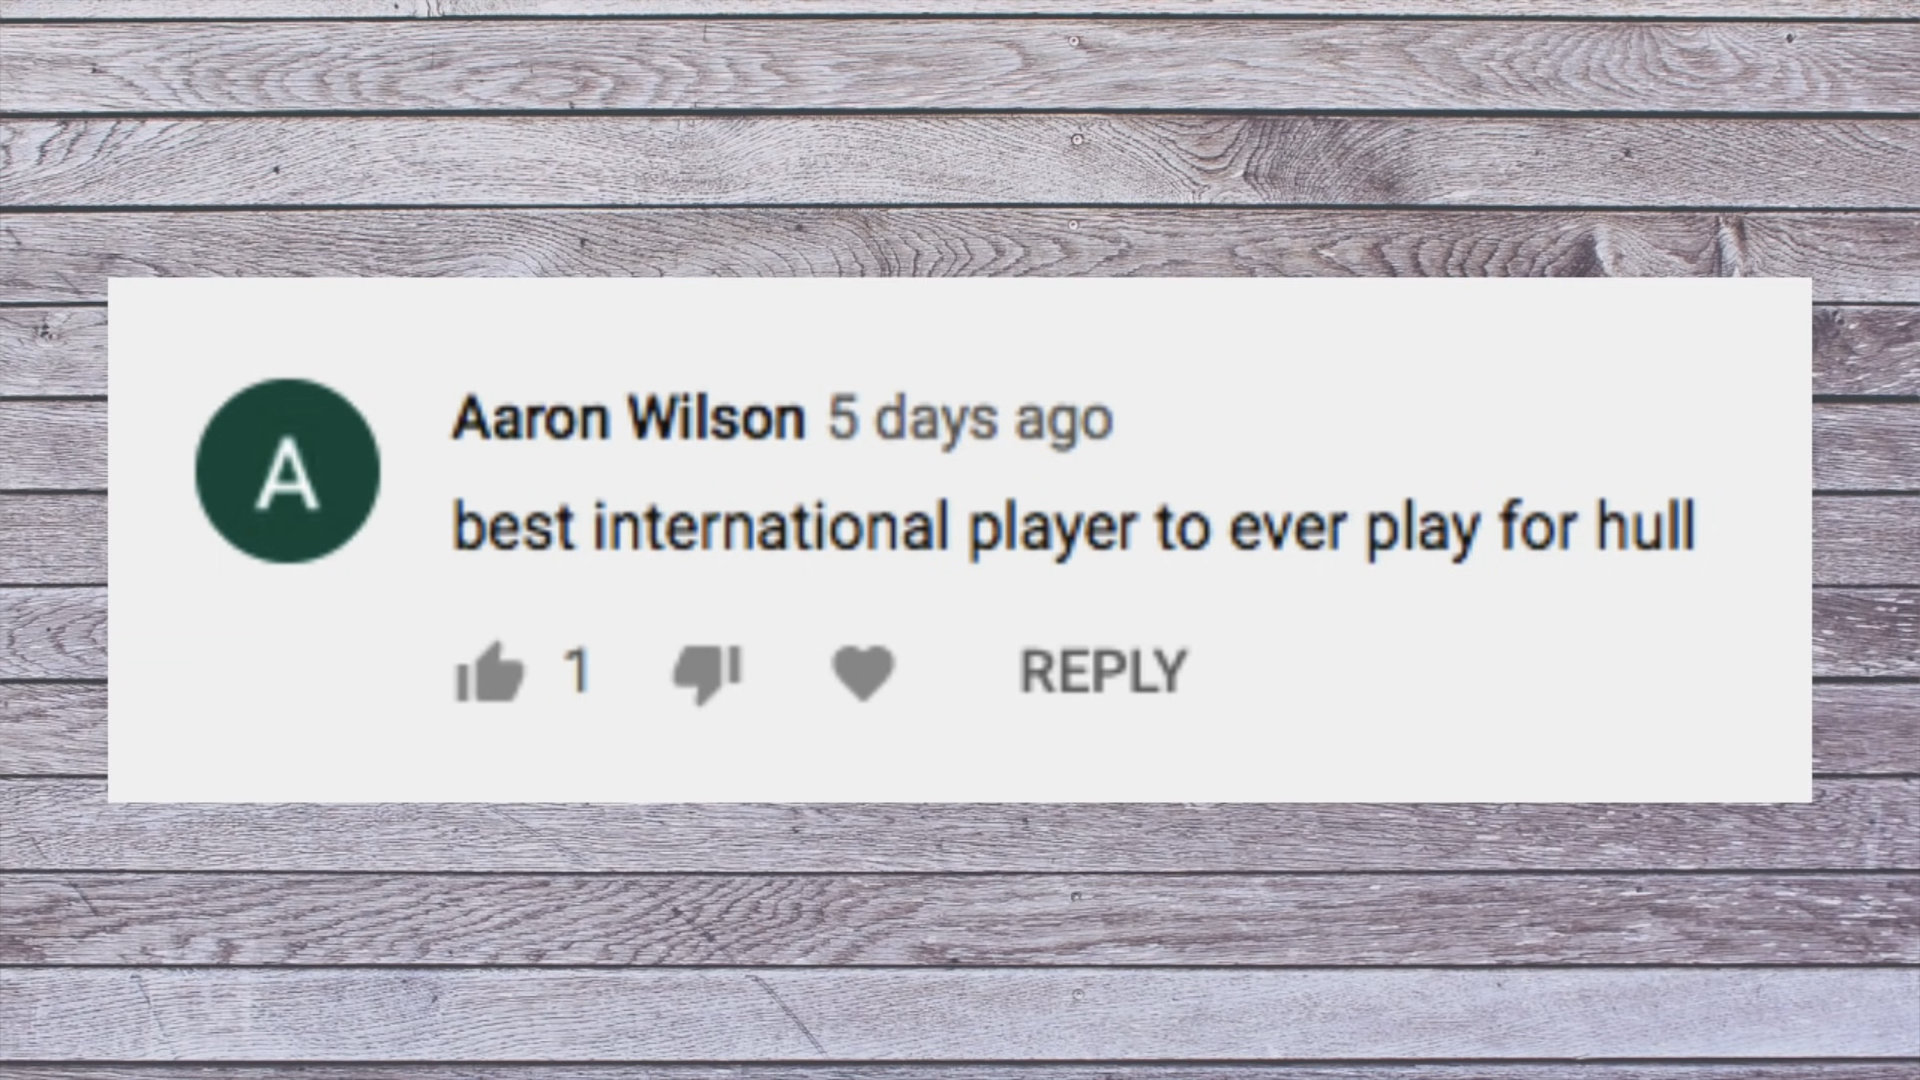 A
Aaron Wilson 5 days ago
best international player to ever play for hull
1 REPLY